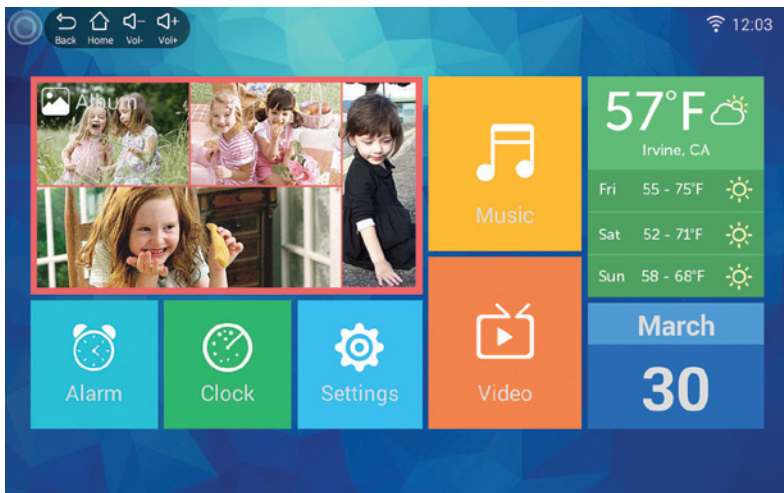 Back Home Vol- Vol+
12:03
Album
Music
57°F
Irvine, CA
Fri 55 - 75°F
Sat 52 - 71°F
Sun 58 - 68°F
Alarm
Clock
Settings
Video
March
30